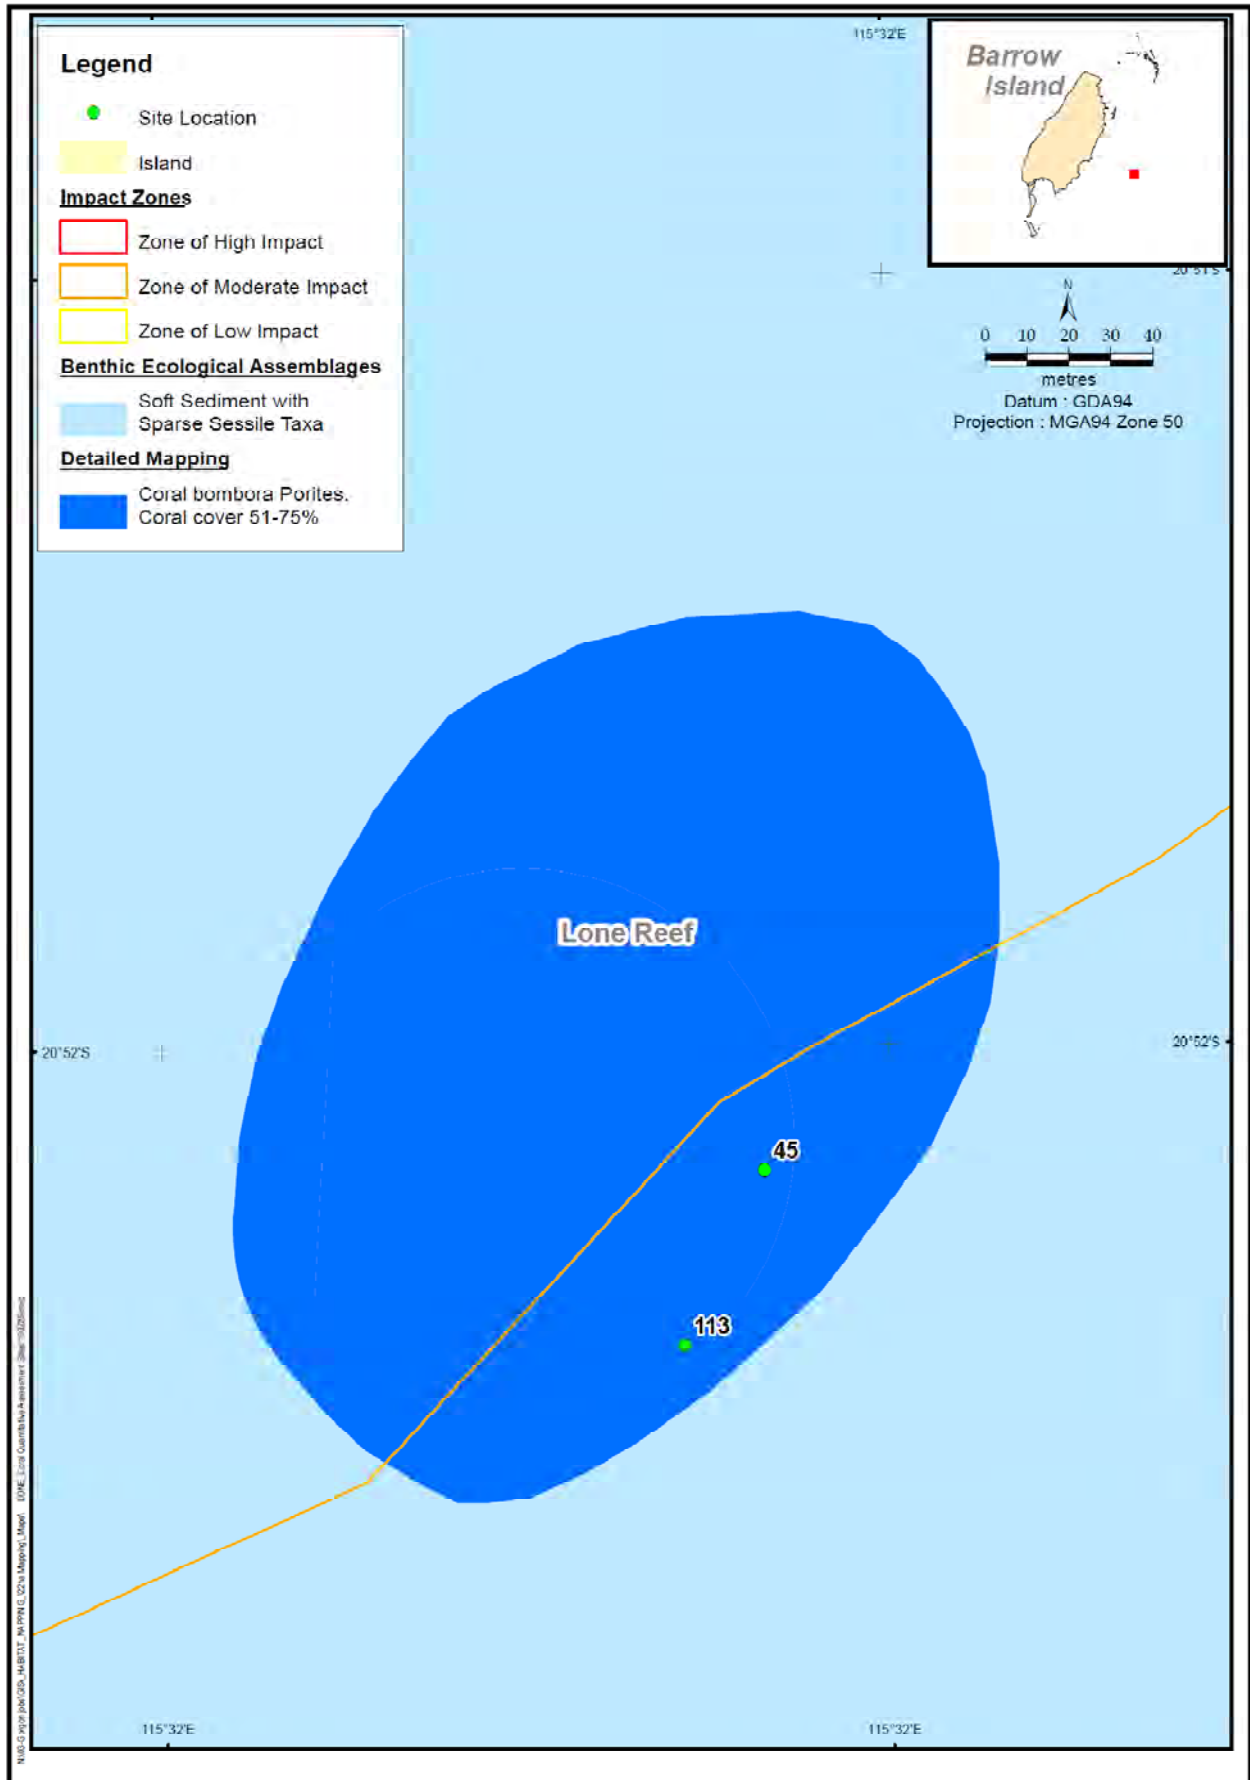 Legend
Site Location
Island
Impact Zones
Zone of High Impact
Zone of Moderate Impact
Zone of Low Impact
Benthic Ecological Assemblages
Soft Sediment with
Sparse Sessile Taxa
Detailed Mapping
Coral bombora Porites.
Coral cover 51-75%
115°32'E
Barrow
Island
20°51'S
N
0 10 20 30 40
metres
Datum : GDA94
Projection : MGA94 Zone 50
Lone Reef
20°52'S
20°52'S
45
113
115°32'E
115°32'E